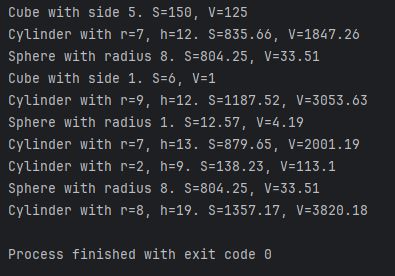 Cube with side 5. S=150, V=125
Cylinder with r=7, h=12. S=835.66, V=1847.26
Sphere with radius 8. S=804.25, V=33.51
Cube with side 1. S=6, V=1
Cylinder with r=9, h=12. S=1187.52, V=3053.63
Sphere with radius 1. S=12.57, V=4.19
Cylinder with r=7, h=13. S=879.65, V=2001.19
Cylinder with r=2, h=9. S=138.23, V=113.1
Sphere with radius 8. S=804.25, V=33.51
Cylinder with r=8, h=19. S=1357.17, V=3820.18
Process finished with exit code 0